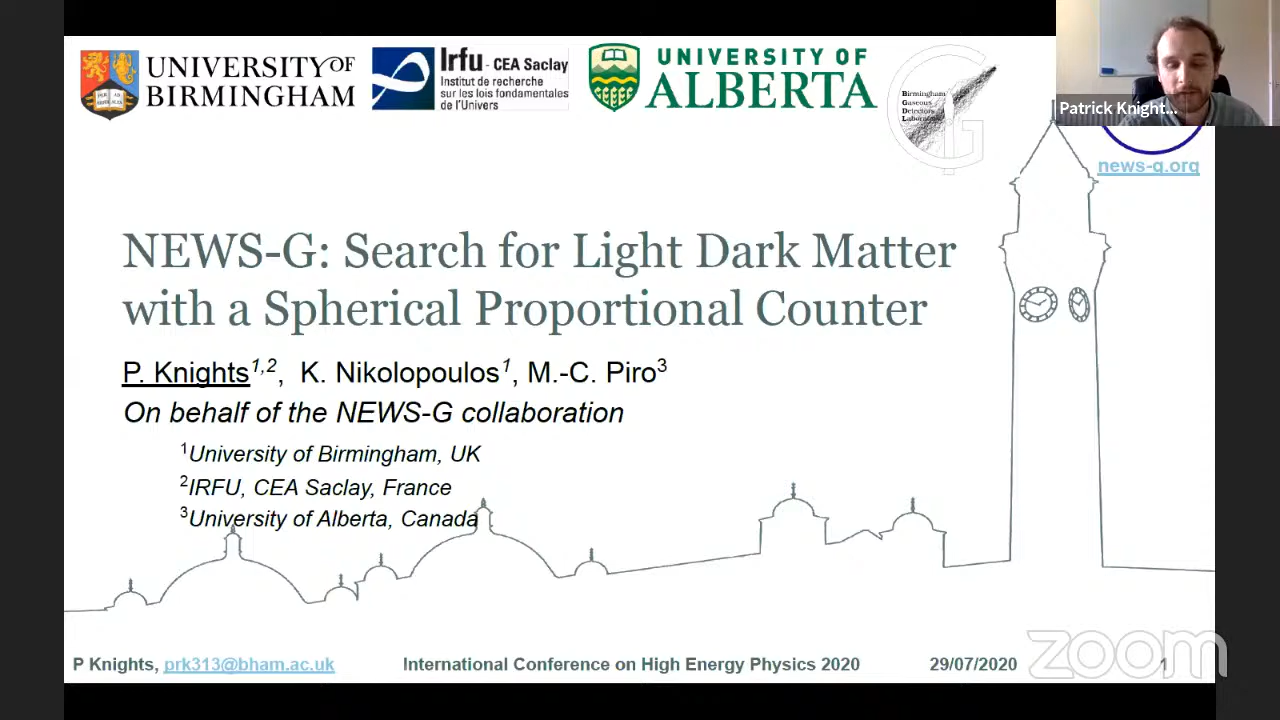 UNIVERSITY OF
BIRMINGHAM
Irfu - CEA Saclay
Institut de recherche
sur les lois fondamentales
de l'Univers
UNIVERSITY OF
ALBERTA
Birmingham
Gaseous
Detectors
Laboratory
Patrick Knight...
news-g.org
NEWS-G: Search for Light Dark Matter
with a Spherical Proportional Counter
P. Knights1,2, K. Nikolopoulos1, M.-C. Piro3
On behalf of the NEWS-G collaboration
1University of Birmingham, UK
2IRFU, CEA Saclay, France
3University of Alberta, Canada
P Knights, prk313@bham.ac.uk
International Conference on High Energy Physics 2020
29/07/2020
1
zoom